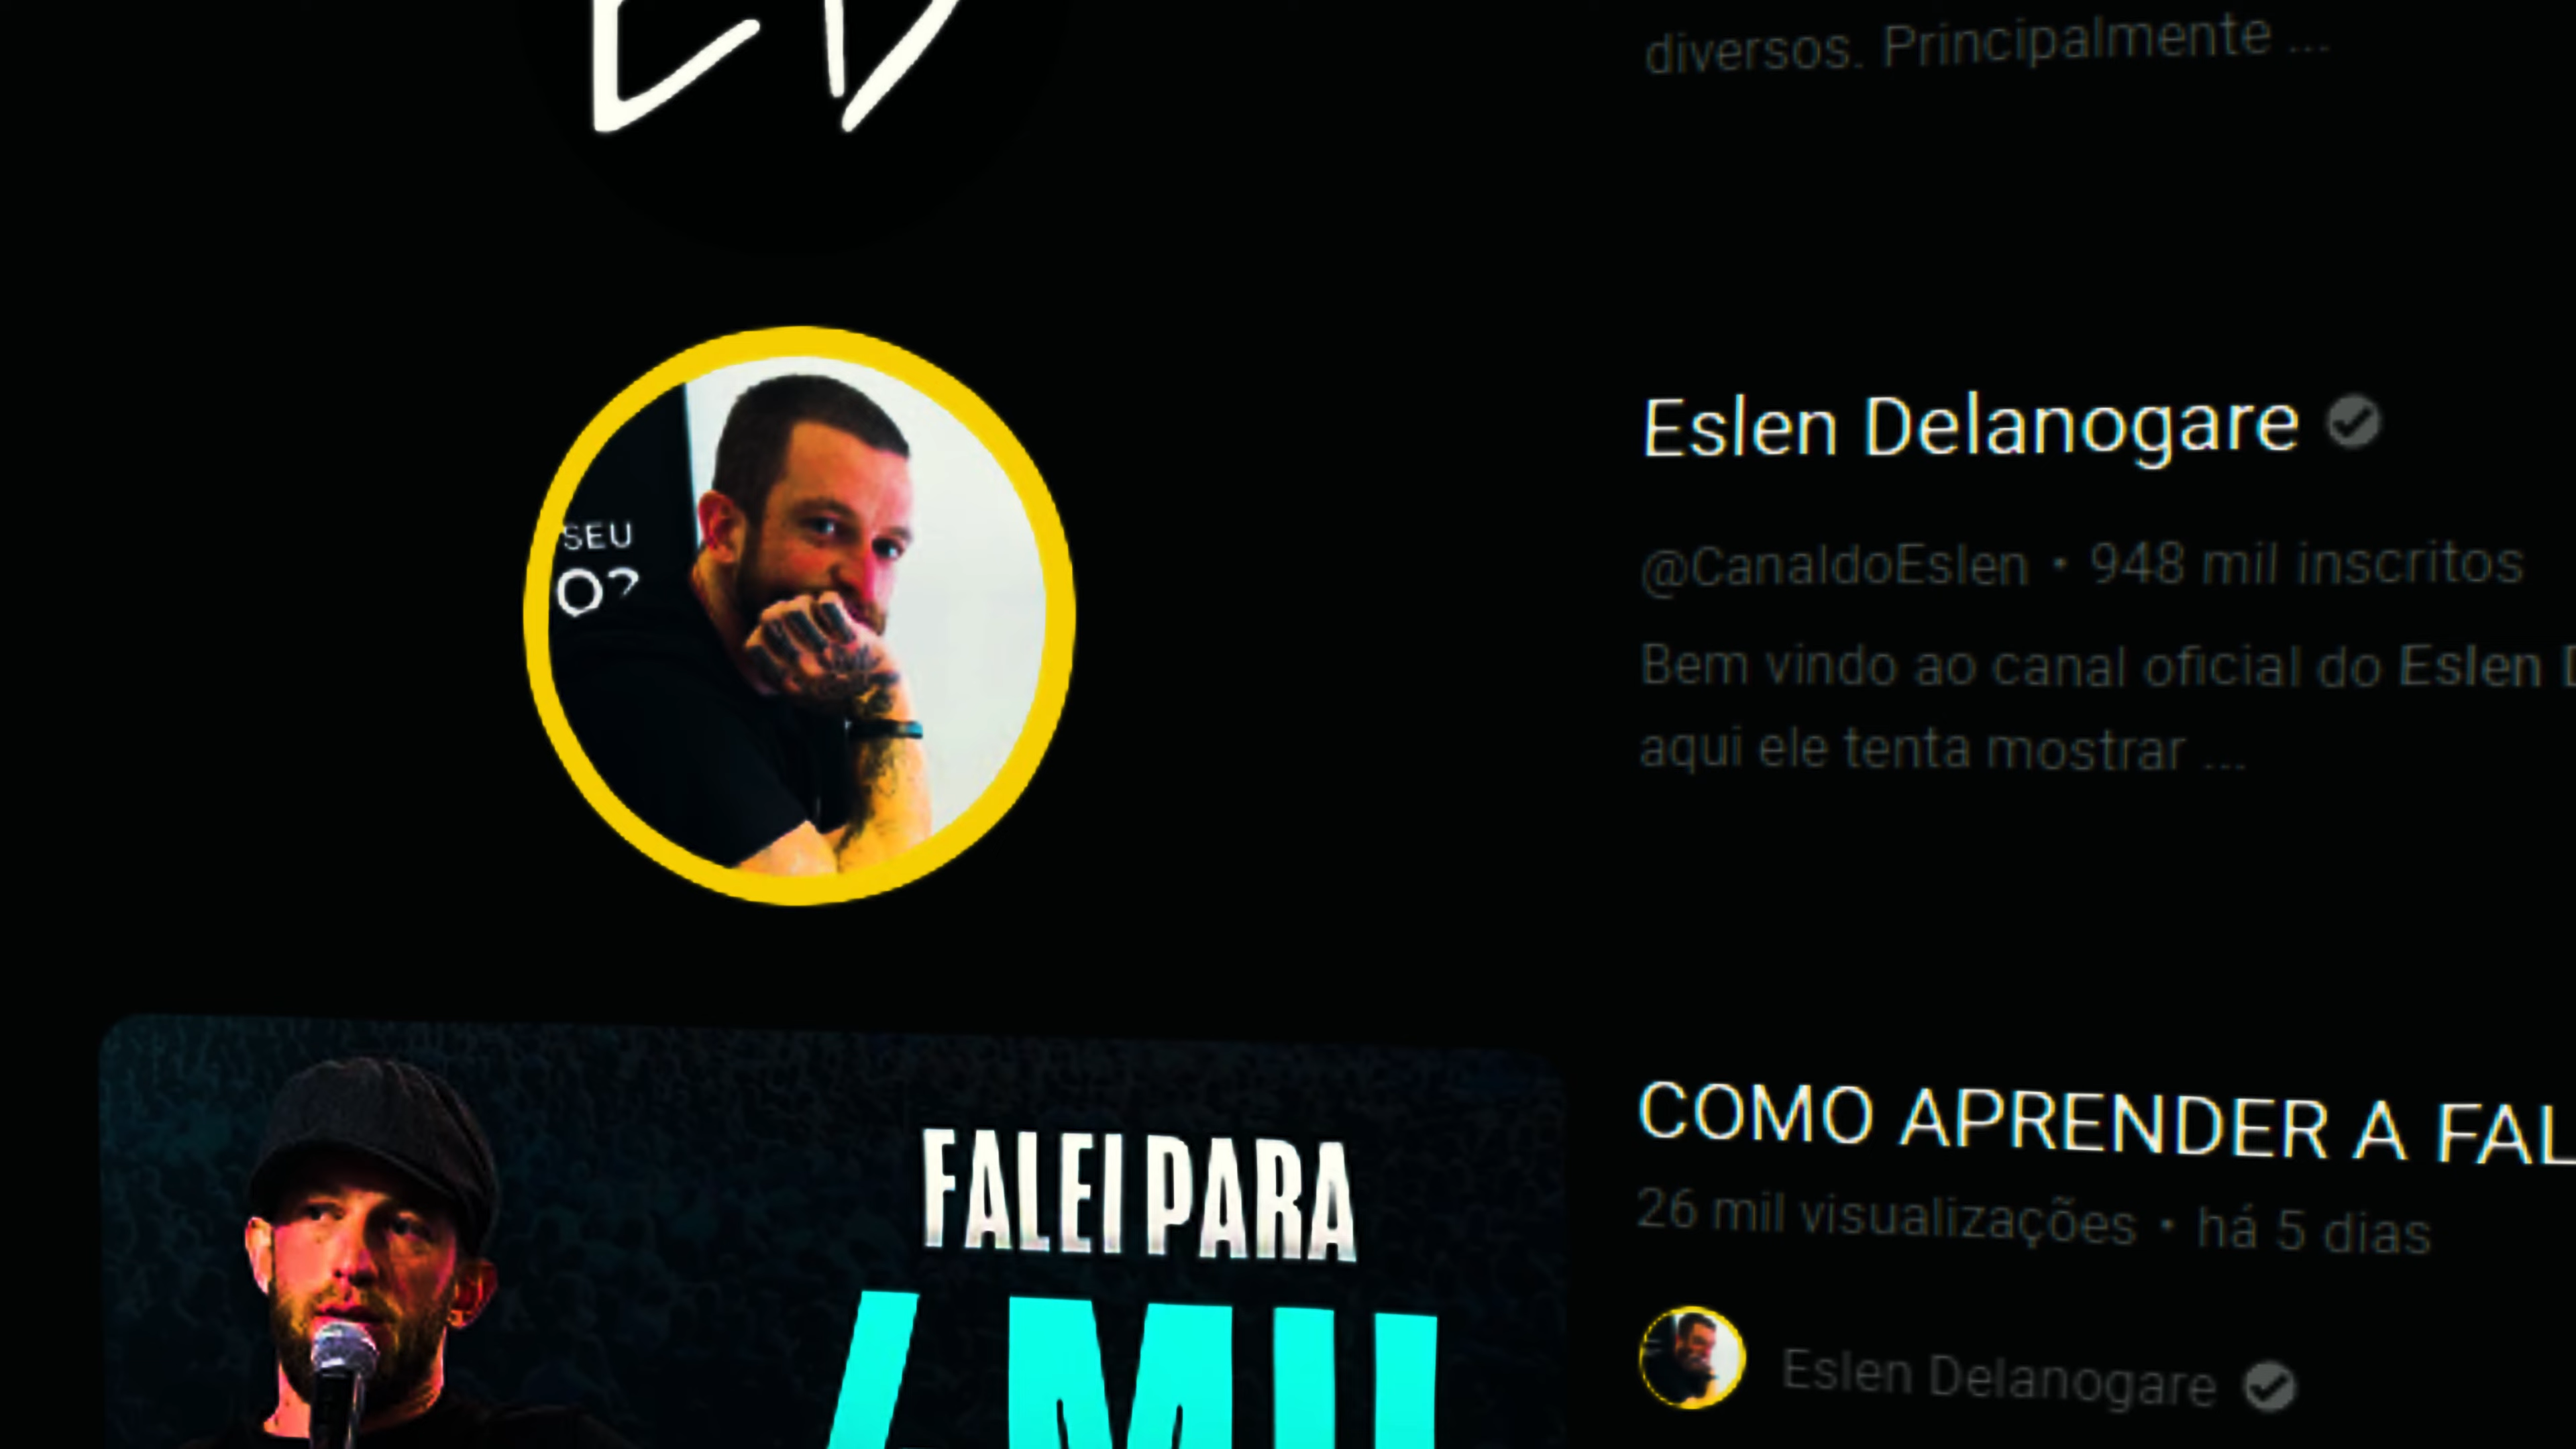 diversos. Principalmente ...
SEU
O?
Eslen Delanogare
@CanaldoEslen • 948 mil inscritos
Bem vindo ao canal oficial do Eslen
aqui ele tenta mostrar ...
FALEI PARA
MIL
COMO APRENDER A
26 mil visualizações • há 5 dias
Eslen Delanogare